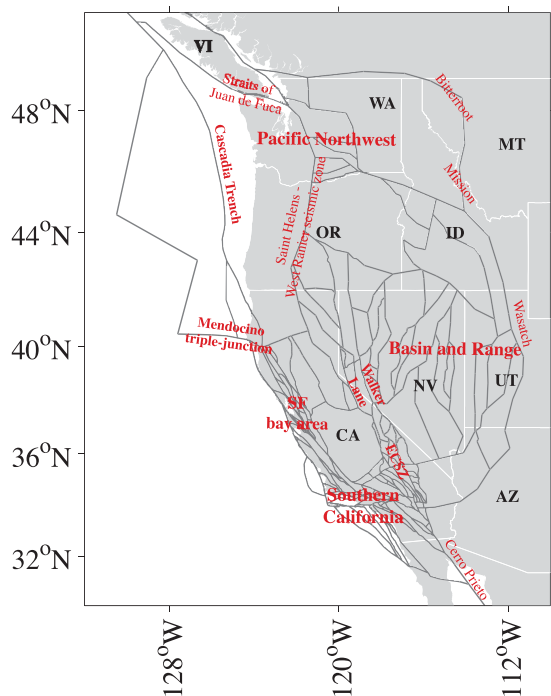 VI
Straits of
Juan de Fuca
WA
Bitterroot
48°N
Pacific Northwest
MT
Cascadia Trench
Mission
Saint Helens -
West Ranier seismic zone
44°N
OR
ID
Mendocino
triple-junction
Wasatch
40°N
Basin and Range
Walker
Lane
NV
UT
SF
bay area
CA
36°N
ECSZ
Southern
California
AZ
32°N
Cerro Prieto
128°W
120°W
112°W